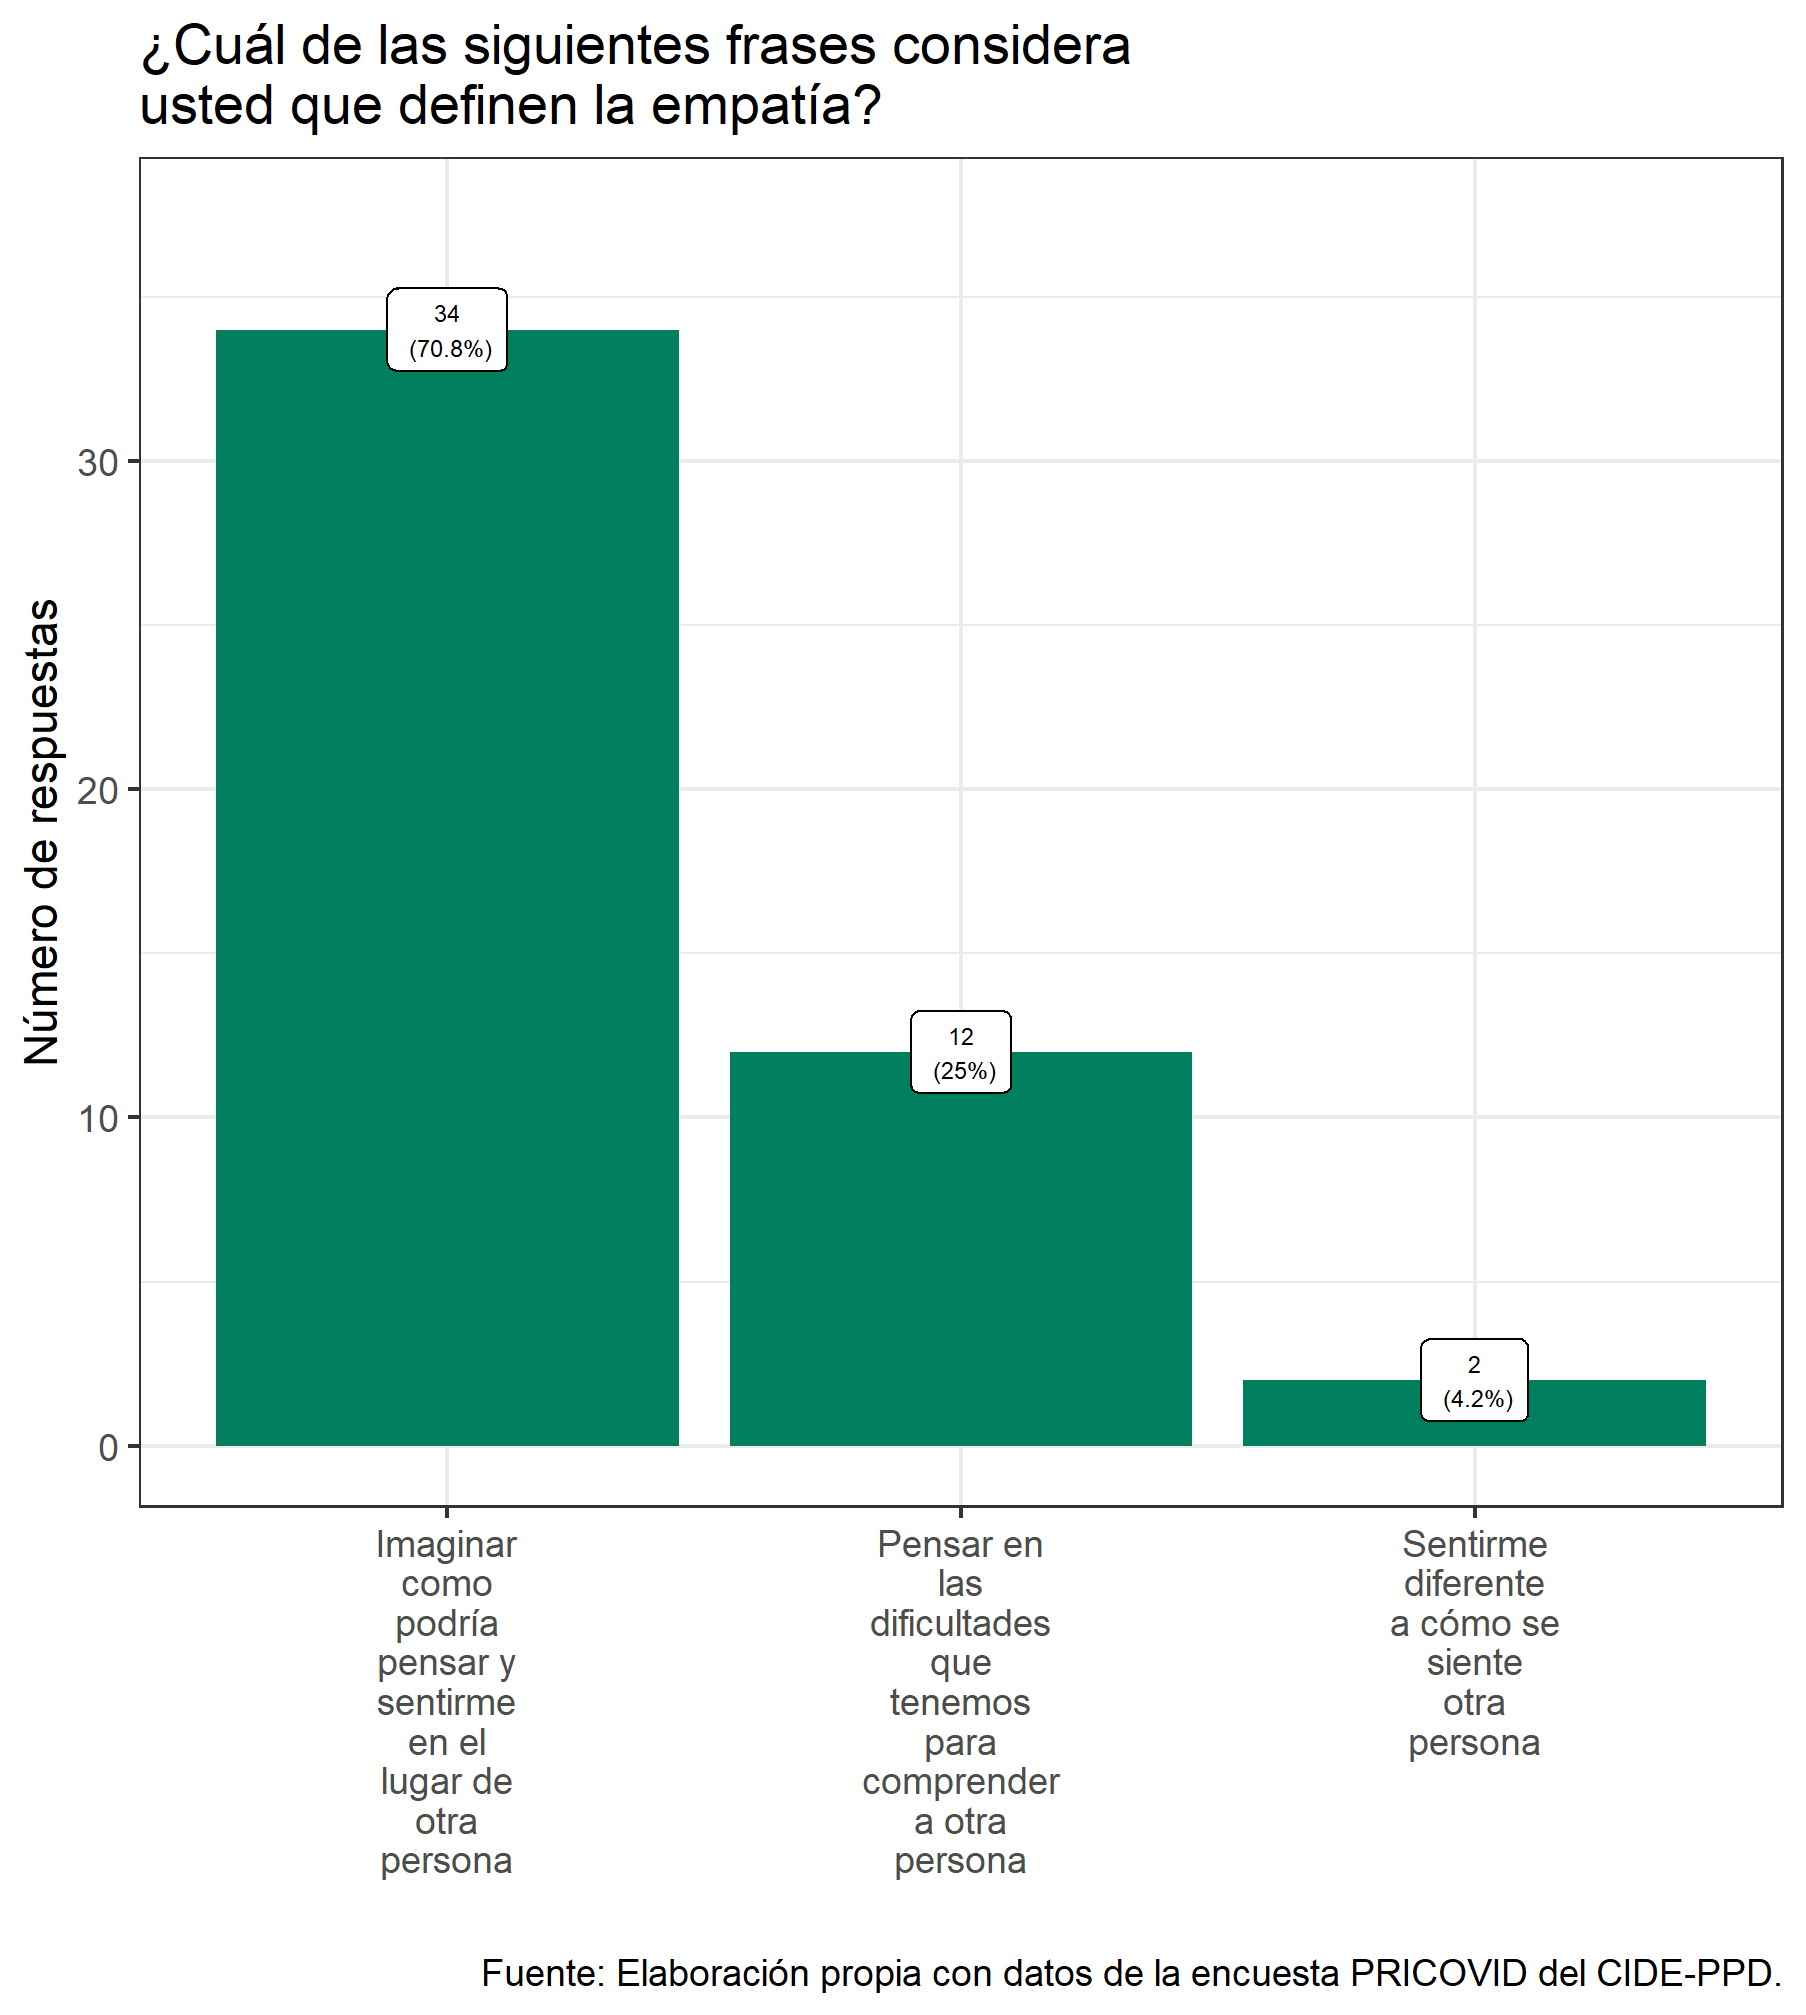 ¿Cuál de las siguientes frases considera
usted que definen la empatía?
Número de respuestas
30
20
10
0
34
(70.8%)
12
(25%)
2
(4.2%)
Imaginar
como
podría
pensar y
sentirme
en el
lugar de
otra
persona
Pensar en
las
dificultades
que
tenemos
para
comprender
a otra
persona
Sentirme
diferente
a cómo se
siente
otra
persona
Fuente: Elaboración propia con datos de la encuesta PRICOVID del CIDE-PPD.